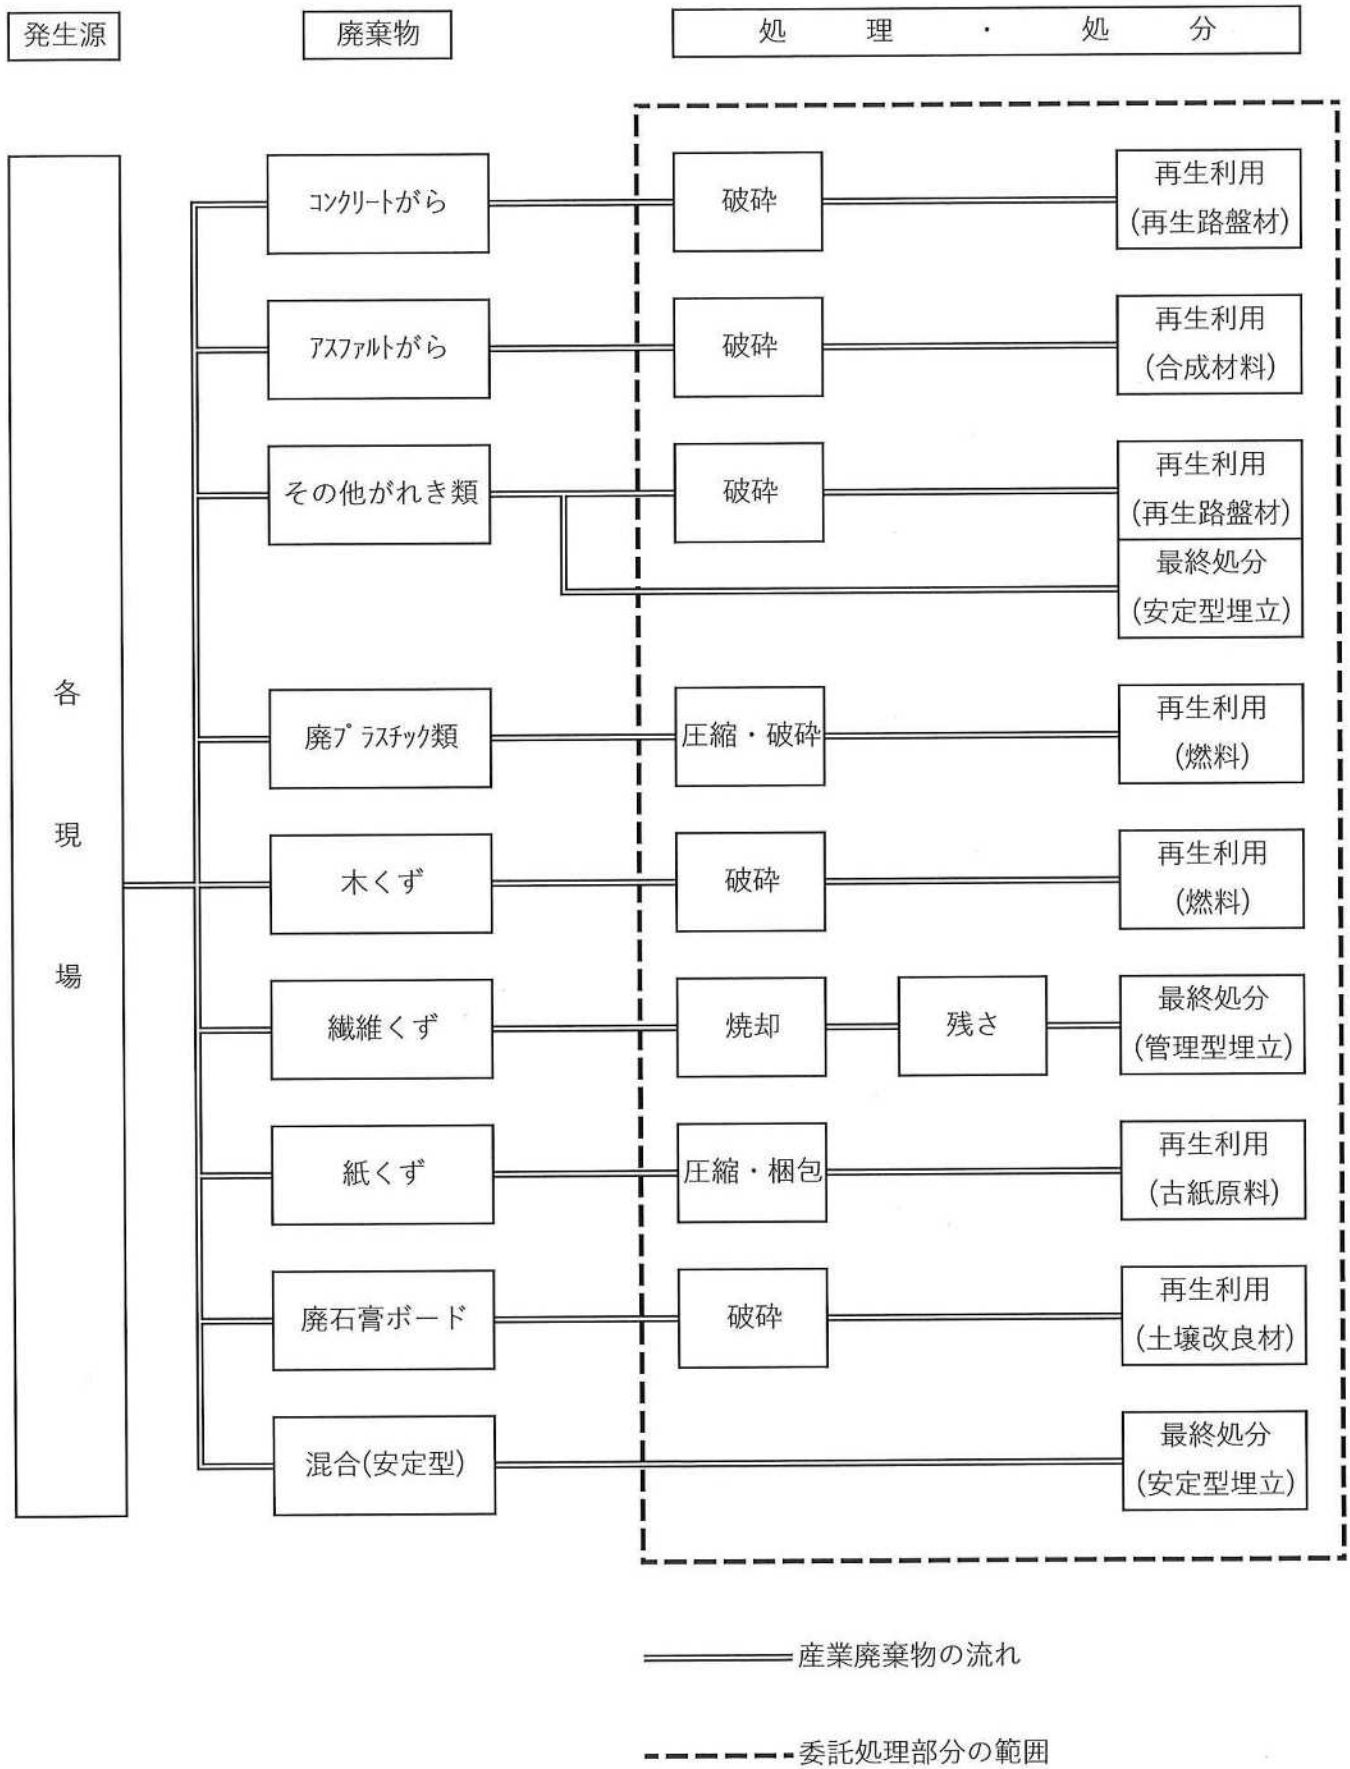 発生源
廃棄物
処理・処分
各現場
ｺﾝｸﾘｰﾄがら
破砕
再生利用
(再生路盤材)
ｱｽﾌｧﾙﾄがら
破砕
再生利用
(合成材料)
その他がれき類
破砕
再生利用
(再生路盤材)
最終処分
(安定型埋立)
廃ﾌﾟﾗｽﾁｯｸ類
圧縮・破砕
再生利用
(燃料)
木くず
破砕
再生利用
(燃料)
繊維くず
焼却
残さ
最終処分
(管理型埋立)
紙くず
圧縮・梱包
再生利用
(古紙原料)
廃石膏ボード
破砕
再生利用
(土壌改良材)
混合(安定型)
最終処分
(安定型埋立)
産業廃棄物の流れ
委託処理部分の範囲